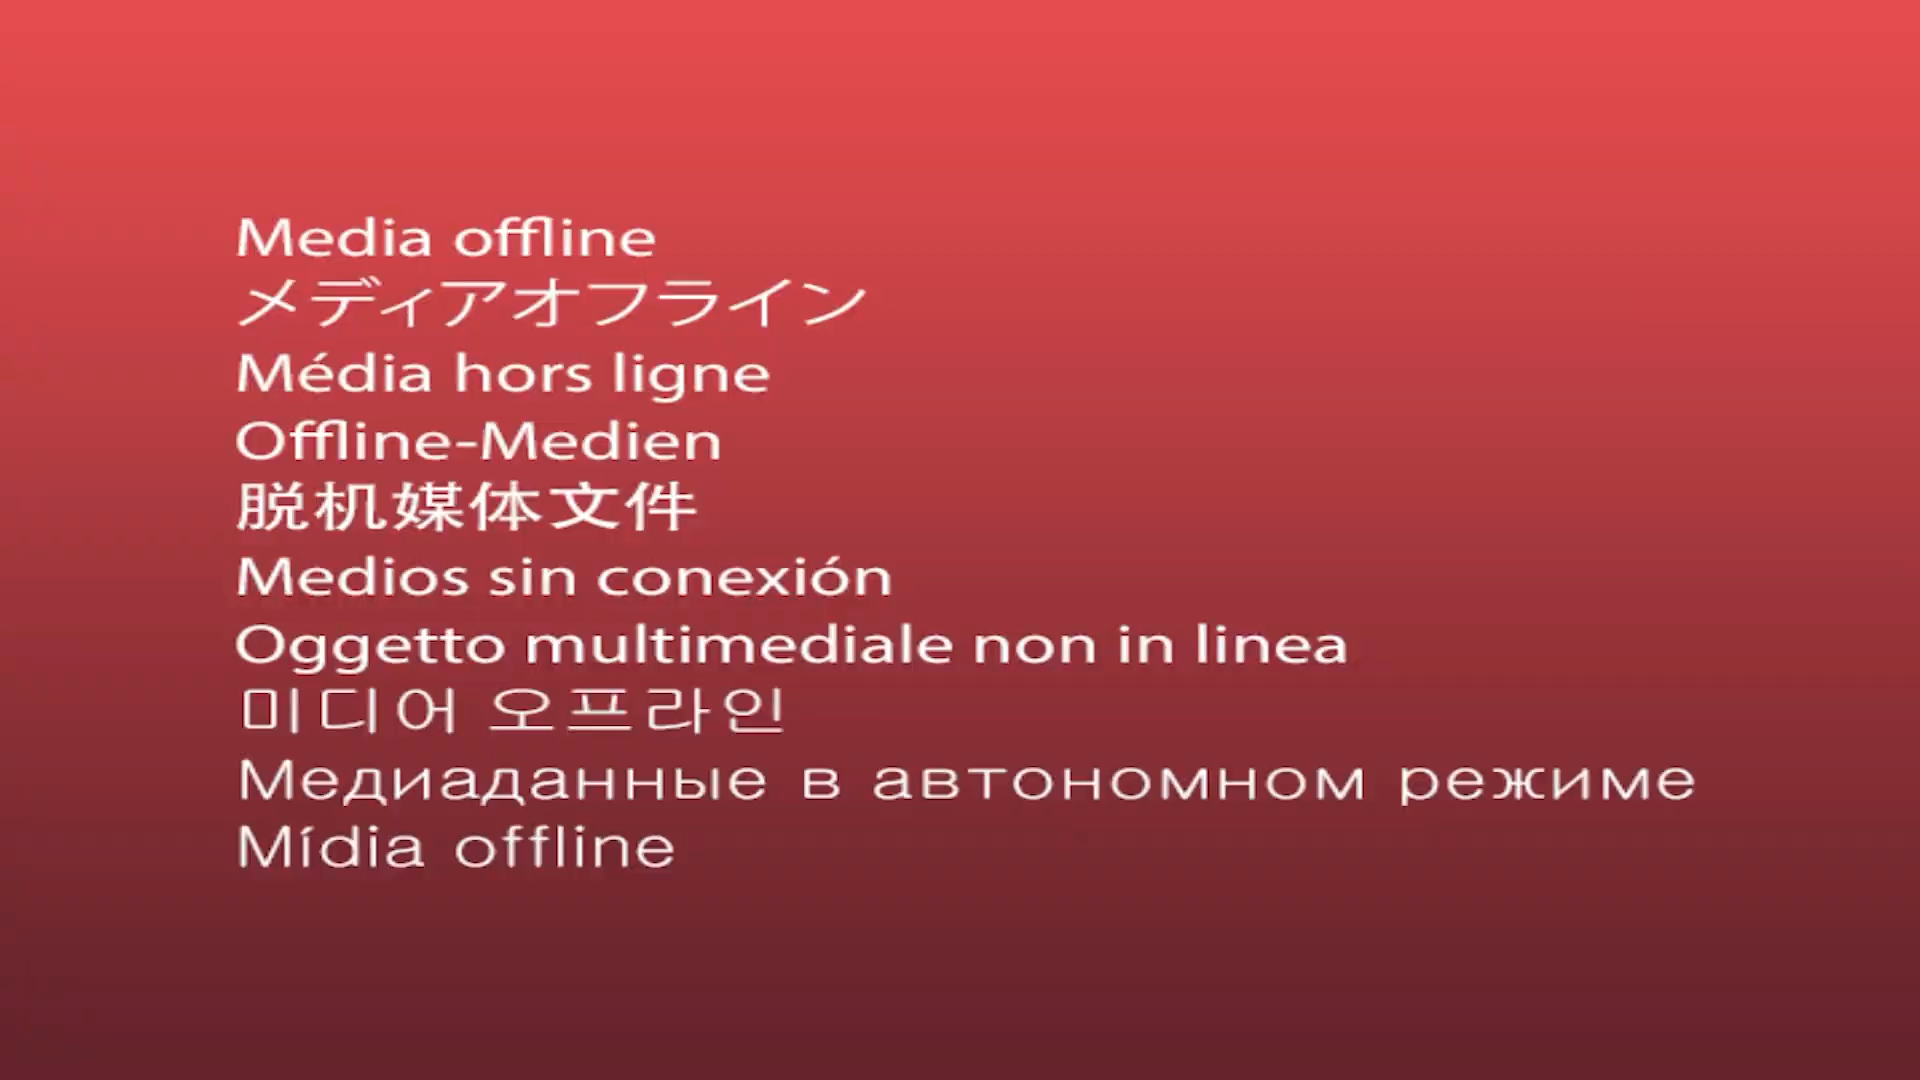 Media offline
メディアオフライン
Média hors ligne
Offline-Medien
脱机媒体文件
Medios sin conexión
Oggetto multimediale non in linea
미디어 오프라인
Медиаданные в автономном режиме
Mídia offline